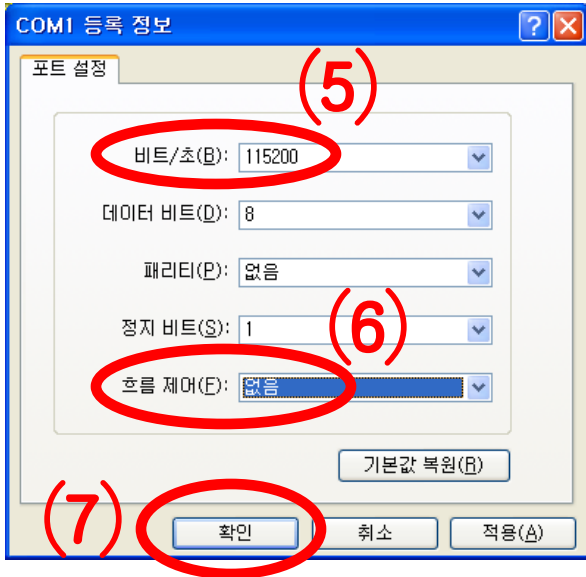 COM1 등록 정보
포트 설정
(5)
비트/초(B): 115200
데이터 비트(D): 8
패리티(P): 없음
정지 비트(S): 1
(6)
흐름 제어(F): 없음
기본값 복원(R)
(7)
확인 취소 적용(A)